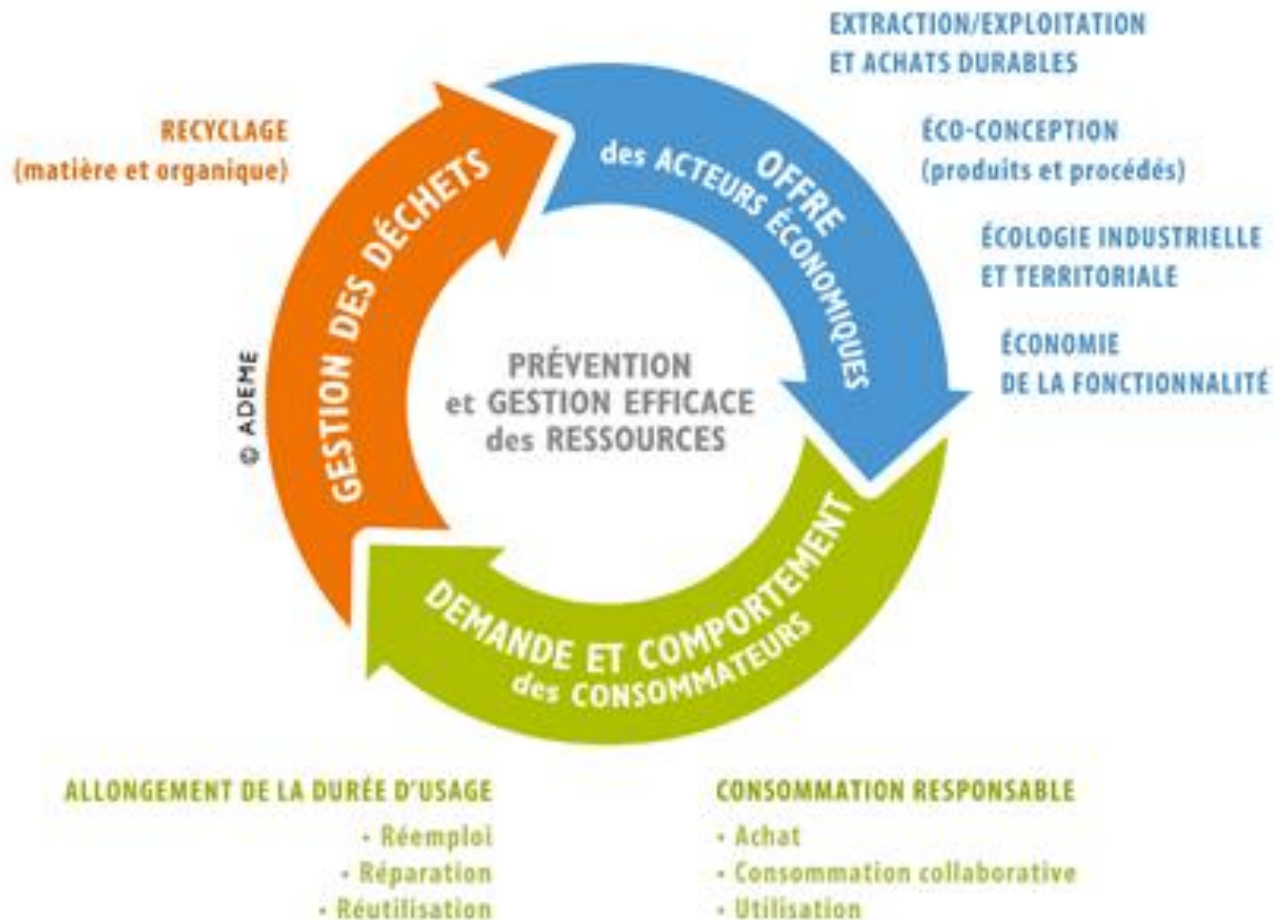 EXTRACTION/EXPLOITATION
ET ACHATS DURABLES
RECYCLAGE
(matière et organique)
ÉCO-CONCEPTION
(produits et procédés)
ÉCOLOGIE INDUSTRIELLE
ET TERRITORIALE
ÉCONOMIE
DE LA FONCTIONNALITÉ
OFFRE
des ACTEURS ÉCONOMIQUES
GESTION DES DÉCHETS
© ADEME
PRÉVENTION
et GESTION EFFICACE
des RESSOURCES
DEMANDE ET COMPORTEMENT
des CONSOMMATEURS
ALLONGEMENT DE LA DURÉE D'USAGE
• Réemploi
• Réparation
• Réutilisation
CONSOMMATION RESPONSABLE
• Achat
• Consommation collaborative
• Utilisation